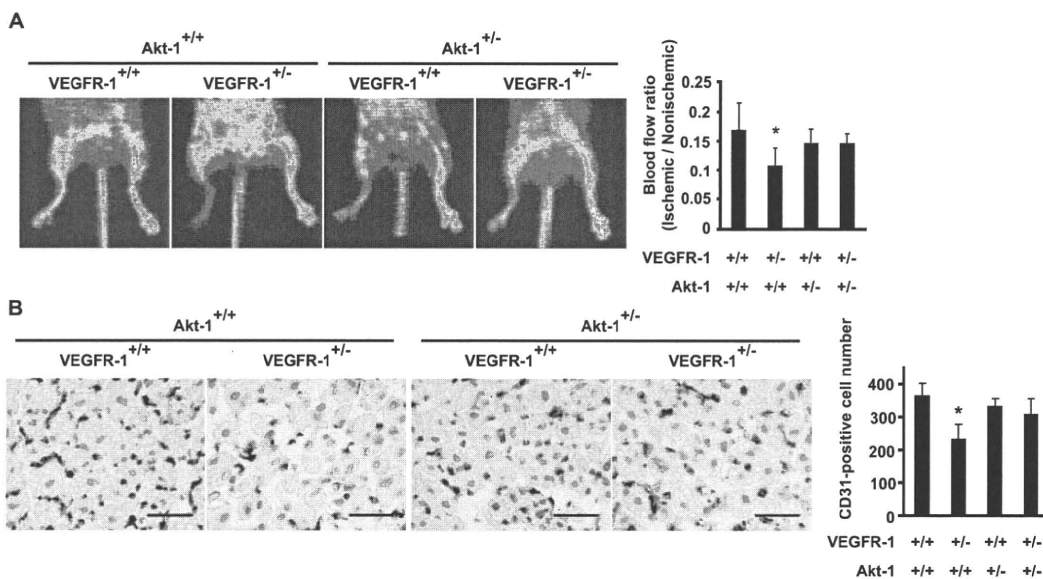 A
Akt-1+/+
Akt-1+/-
VEGFR-1+/+ VEGFR-1+/- VEGFR-1+/+ VEGFR-1+/-
Blood flow ratio
(Ischemic / Nonischemic)
0.2
0.15
0.1
0.05
0
*
VEGFR-1 +/+ +/- +/+ +/-
Akt-1 +/+ +/+ +/- +/-
B
Akt-1+/+
Akt-1+/-
VEGFR-1+/+ VEGFR-1+/- VEGFR-1+/+ VEGFR-1+/-
CD31-positive cell number
400
300
200
100
0
*
VEGFR-1 +/+ +/- +/+ +/-
Akt-1 +/+ +/+ +/- +/-